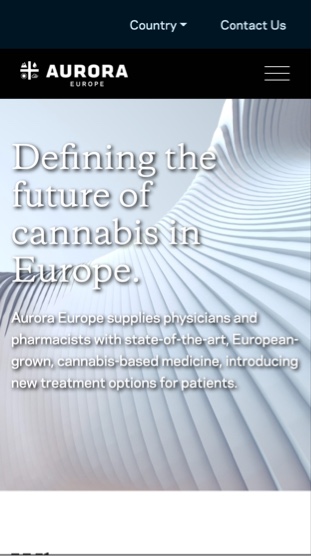 Country
Contact Us
AURORA
EUROPE
Defining the
future of
cannabis in
Europe.
Aurora Europe supplies physicians and
pharmacists with state-of-the-art, European-
grown, cannabis-based medicine, introducing
new treatment options for patients.